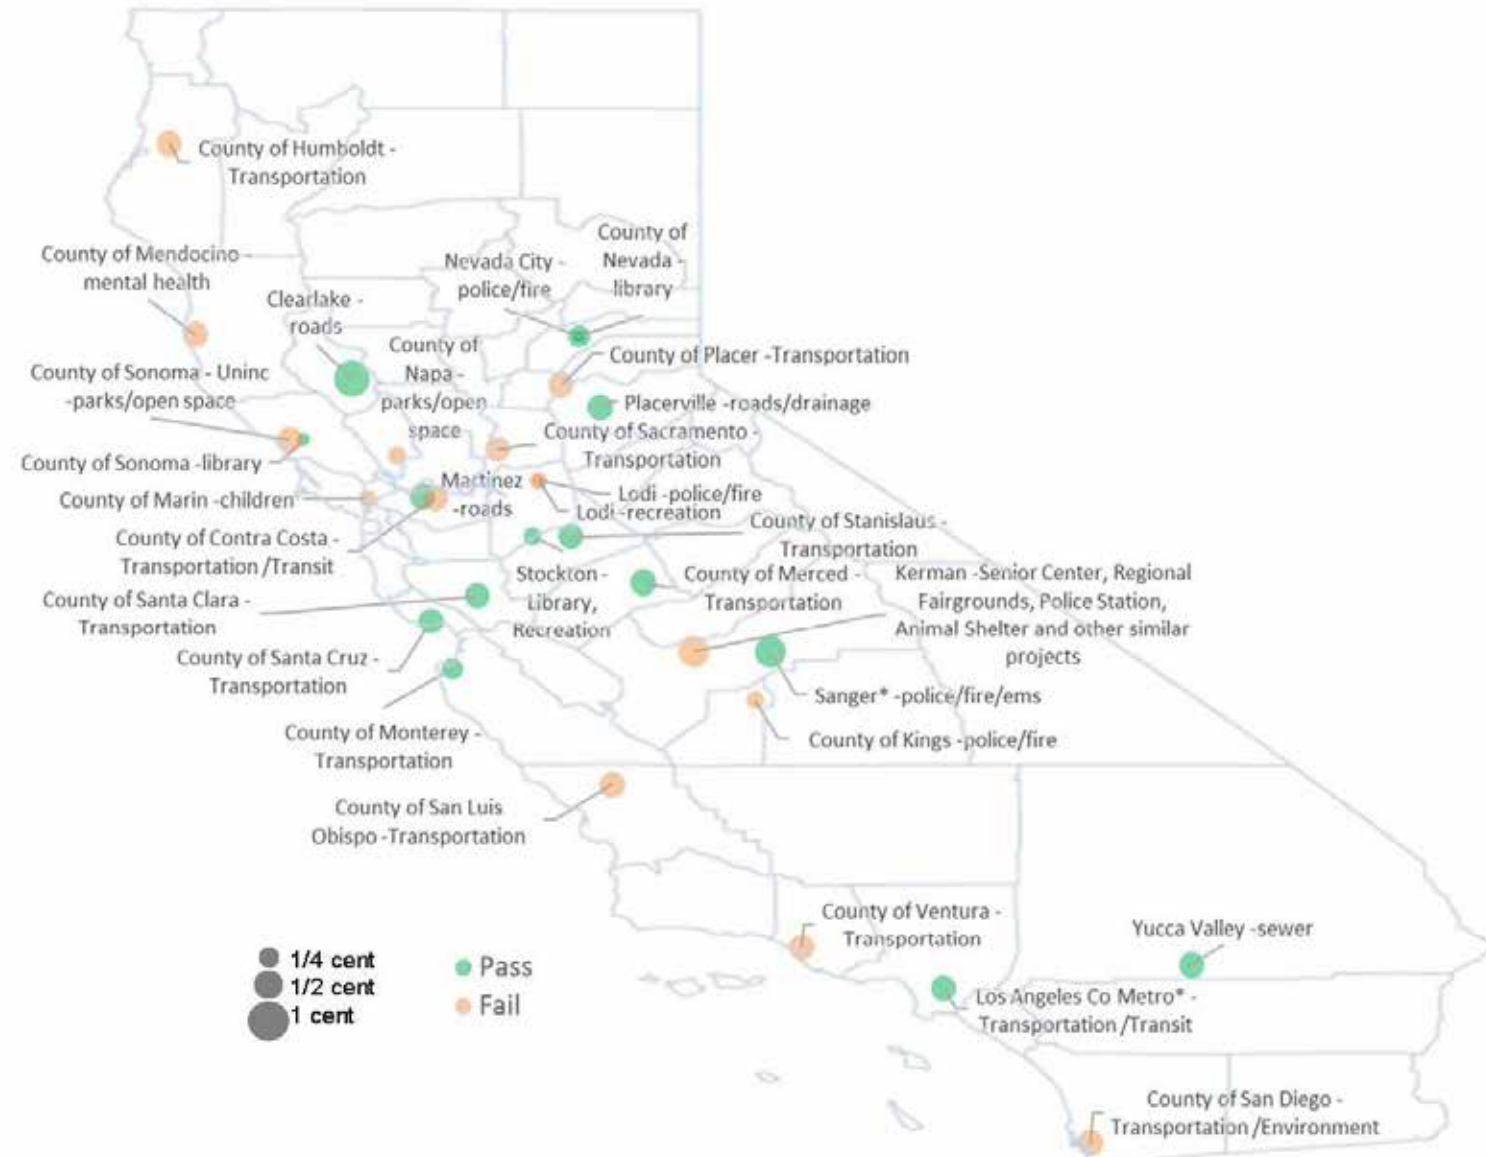 County of Humboldt -
Transportation
County of Mendocino -
mental health
Clearlake -
roads
Nevada City -
police/fire
County of
Nevada -
library
County of
Napa -
parks/open
space
County of Placer -Transportation
County of Sonoma - Uninc
-parks/open space
Placerville -roads/drainage
County of Sacramento -
Transportation
County of Sonoma -library
County of Marin -children
Martinez
-roads
Lodi -police/fire
Lodi -recreation
County of Contra Costa -
Transportation /Transit
County of Stanislaus -
Transportation
Stockton -
Library,
Recreation
County of Merced -
Transportation
Kerman -Senior Center, Regional
Fairgrounds, Police Station,
Animal Shelter and other similar
projects
County of Santa Clara -
Transportation
County of Santa Cruz -
Transportation
Sanger* -police/fire/ems
County of Kings -police/fire
County of Monterey -
Transportation
County of San Luis
Obispo -Transportation
County of Ventura -
Transportation
Yucca Valley -sewer
Los Angeles Co Metro* -
Transportation /Transit
County of San Diego -
Transportation /Environment
1/4 cent
1/2 cent
1 cent
Pass
Fail